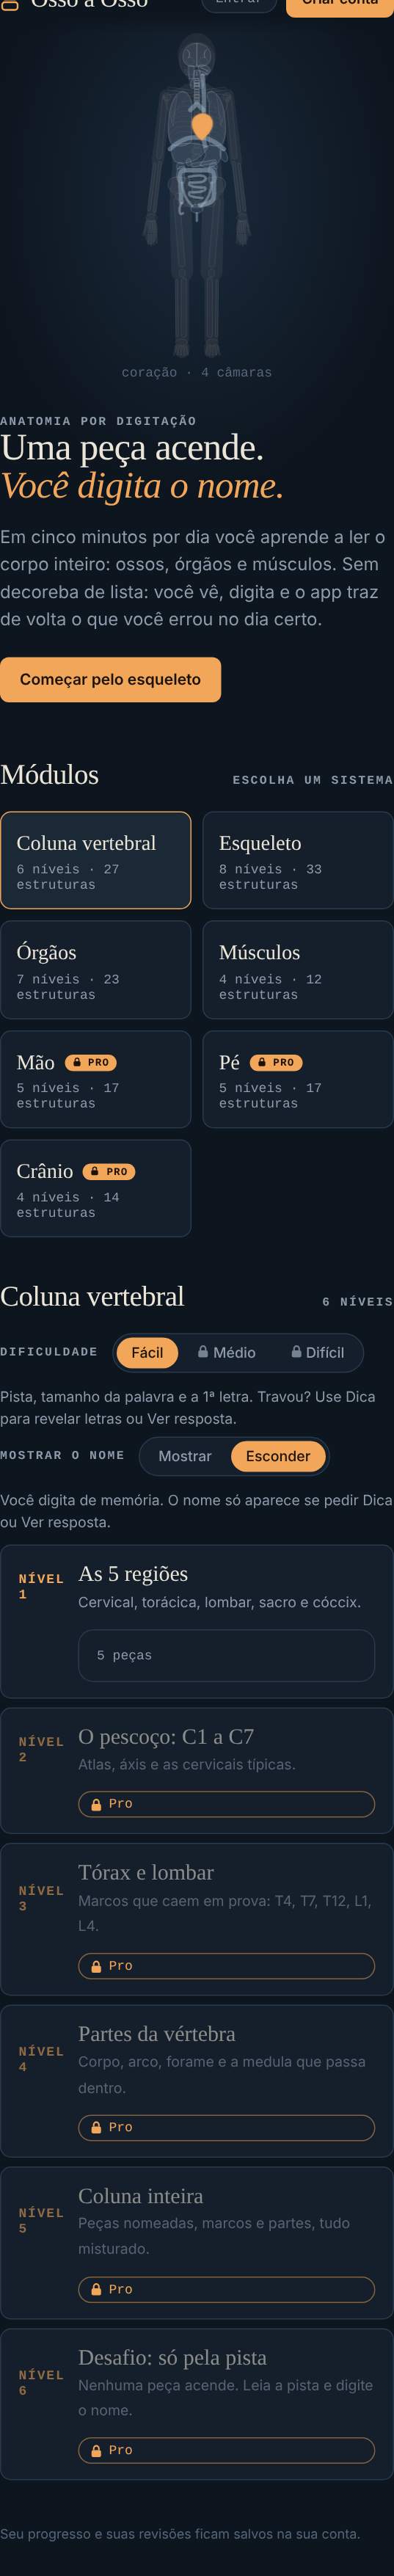 Osso a Osso
Entrar
Criar conta
coração · 4 câmaras
ANATOMIA POR DIGITAÇÃO
Uma peça acende.
Você digita o nome.
Em cinco minutos por dia você aprende a ler o
corpo inteiro: ossos, órgãos e músculos. Sem
decoreba de lista: você vê, digita e o app traz
de volta o que você errou no dia certo.
Começar pelo esqueleto
Módulos
ESCOLHA UM SISTEMA
Coluna vertebral
6 níveis · 27
estruturas
Esqueleto
8 níveis · 33
estruturas
Órgãos
7 níveis · 23
estruturas
Músculos
4 níveis · 12
estruturas
Mão PRO
5 níveis · 17
estruturas
Pé PRO
5 níveis · 17
estruturas
Crânio PRO
4 níveis · 14
estruturas
Coluna vertebral
6 NÍVEIS
DIFICULDADE
Fácil
Médio
Difícil
Pista, tamanho da palavra e a 1ª letra. Travou? Use Dica
para revelar letras ou Ver resposta.
MOSTRAR O NOME
Mostrar
Esconder
Você digita de memória. O nome só aparece se pedir Dica
ou Ver resposta.
NÍVEL
1
As 5 regiões
Cervical, torácica, lombar, sacro e cóccix.
5 peças
NÍVEL
2
O pescoço: C1 a C7
Atlas, áxis e as cervicais típicas.
Pro
NÍVEL
3
Tórax e lombar
Marcos que caem em prova: T4, T7, T12, L1,
L4.
Pro
NÍVEL
4
Partes da vértebra
Corpo, arco, forame e a medula que passa
dentro.
Pro
NÍVEL
5
Coluna inteira
Peças nomeadas, marcos e partes, tudo
misturado.
Pro
NÍVEL
6
Desafio: só pela pista
Nenhuma peça acende. Leia a pista e digite
o nome.
Pro
Seu progresso e suas revisões ficam salvos na sua conta.